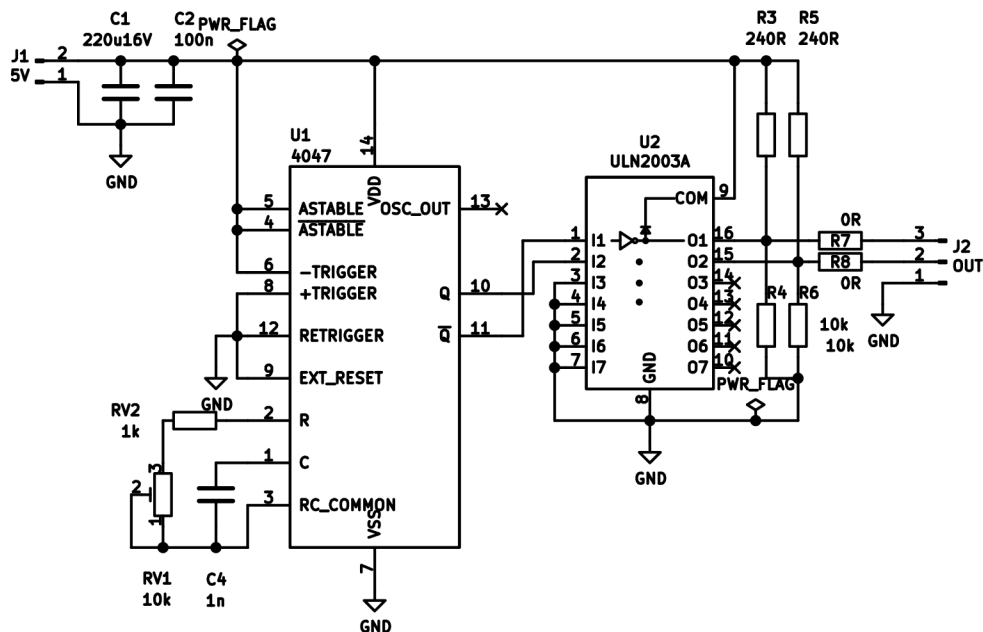 C1
220u16V
C2
100n
PWR_FLAG
R3 R5
240R 240R
J1
5V
2
1
GND
U1
4047
14
VDD
5 ASTABLE OSC_OUT 13
4 ASTABLE
6 -TRIGGER
8 +TRIGGER Q 10
12 RETRIGGER Q 11
9 EXT_RESET
GND
2 R
1 C
3 RC_COMMON
VSS
7
GND
RV2
1k
3
2
1
RV1
10k
C4
1n
U2
ULN2003A
COM 9
1 I1 O1 16
2 I2 O2 15
3 I3 O3 14
4 I4 O4 13
5 I5 O5 12
6 I6 O6 11
7 I7 O7 10
GND
8
GND
PWR_FLAG
R4 R6
10k
10k
0R
R7
R8
0R
3
2
1
J2
OUT
GND